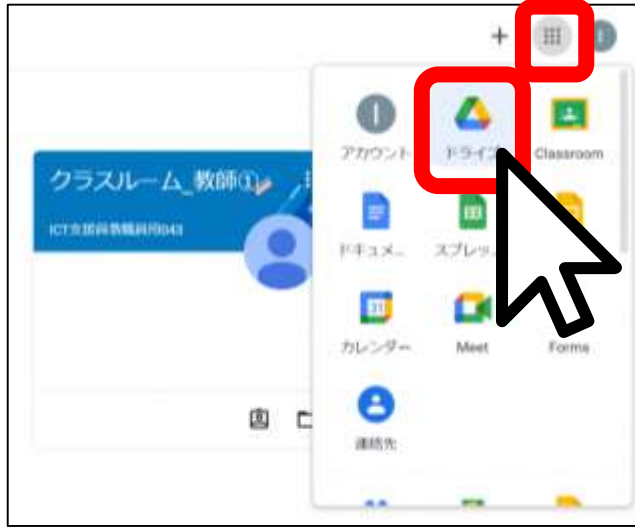 アカウント
ドライブ
Classroom
クラスルーム_教師①
ICT支援員教職員用043
ドキュメ…
スプレッ
31
カレンダー
Meet
Forms
連絡先